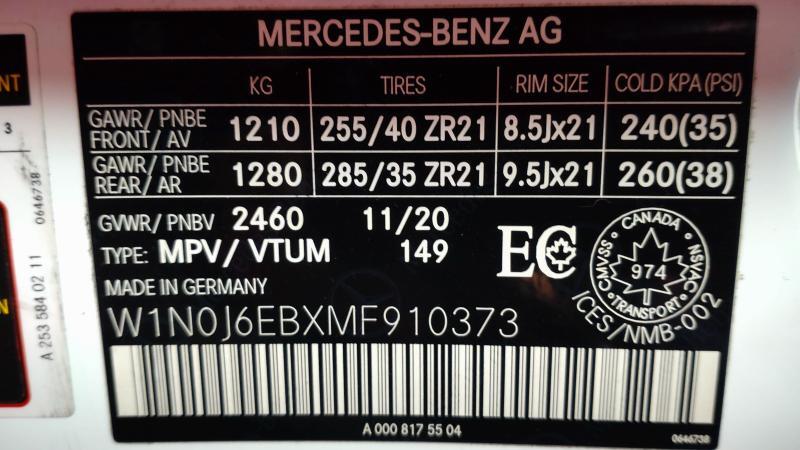 MERCEDES-BENZ AG
KG TIRES RIM SIZE COLD KPA (PSI)
GAWR/ PNBE FRONT/ AV 1210 255/40 ZR21 8.5Jx21 240(35)
GAWR/ PNBE REAR/ AR 1280 285/35 ZR21 9.5Jx21 260(38)
GVWR/ PNBV 2460 11/20
TYPE: MPV/ VTUM 149
MADE IN GERMANY
EC
CANADA
CMVSS 974 NSVAC
TRANSPORT
ICES/NMB-002
W1N0J6EBXMF910373
A 000 817 55 04
0646738
NT
3
N
A 253 584 02 11 0646738